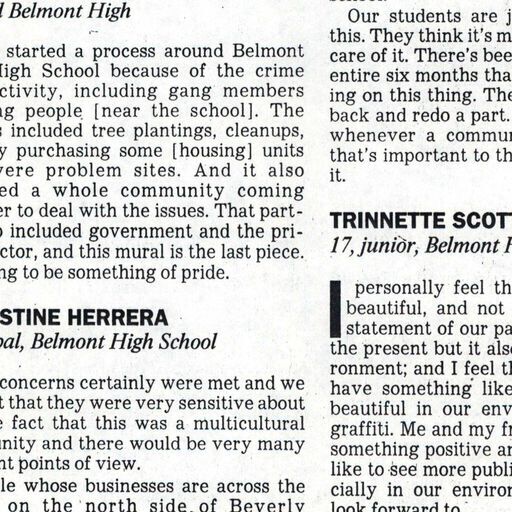 Belmont High
started a process around Belmont
High School because of the crime
ctivity, including gang members
ng people [near the school]. The
included tree plantings, cleanups,
y purchasing some [housing] units
were problem sites. And it also
ed a whole community coming
er to deal with the issues. That part-
o included government and the pri-
ctor, and this mural is the last piece.
ng to be something of pride.
STINE HERRERA
pal, Belmont High School
concerns certainly were met and we
t that they were very sensitive about
e fact that this was a multicultural
unity and there would be very many
nt points of view.
le whose businesses are across the
on the north side of Beverly
Our students are j
this. They think it's m
care of it. There's bee
entire six months tha
ing on this thing. The
back and redo a part.
whenever a commun
that's important to th
it.
TRINNETTE SCOTT
17, junior, Belmont H
I personally feel th
beautiful, and not
statement of our pa
the present but it als
ronment; and I feel th
have something like
beautiful in our env
graffiti. Me and my fr
something positive an
like to see more publi
cially in our environ
look forward to